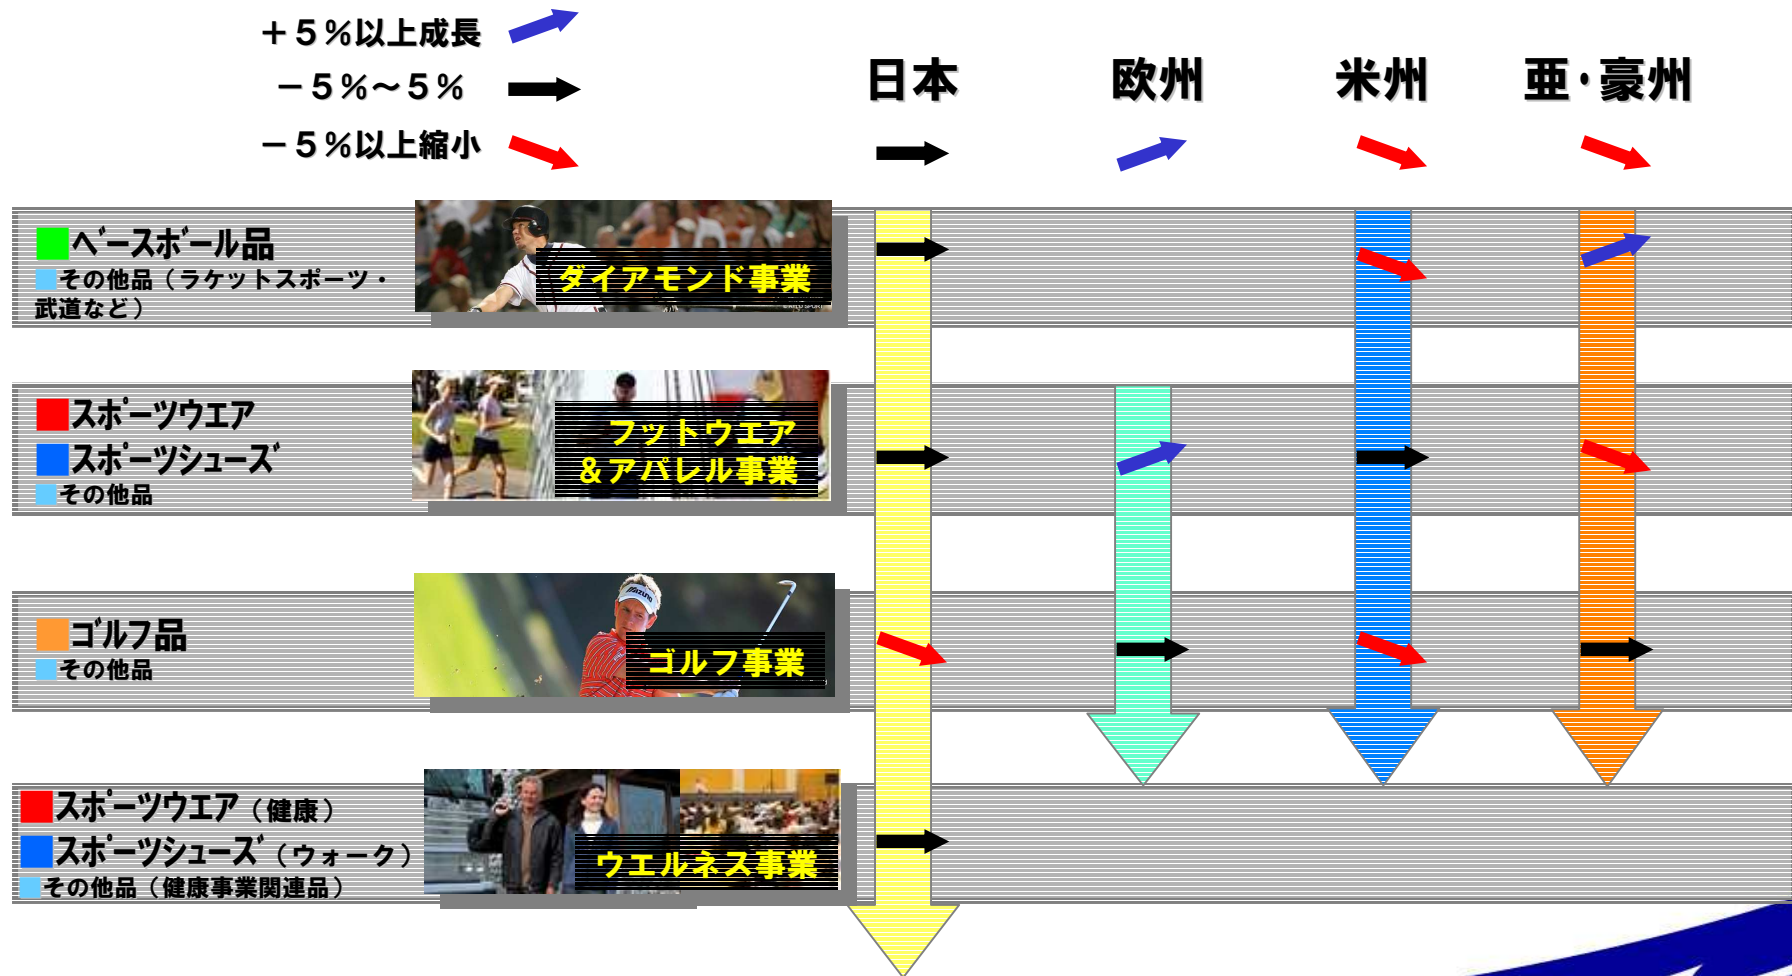 ＋５％以上成長
－５％～５％
－５％以上縮小
日本
欧州
米州
亜・豪州
ﾍﾞｰｽﾎﾞｰﾙ品
その他品（ラケットスポーツ・
武道など）
ダイアモンド事業
ｽﾎﾟｰﾂｳｴｱ
ｽﾎﾟｰﾂｼｭｰｽﾞ
その他品
フットウエア
＆アパレル事業
ｺﾞﾙﾌ品
その他品
MIZUNO
ゴルフ事業
ｽﾎﾟｰﾂｳｴｱ（健康）
ｽﾎﾟｰﾂｼｭｰｽﾞ（ウォーク）
その他品（健康事業関連品）
ウエルネス事業